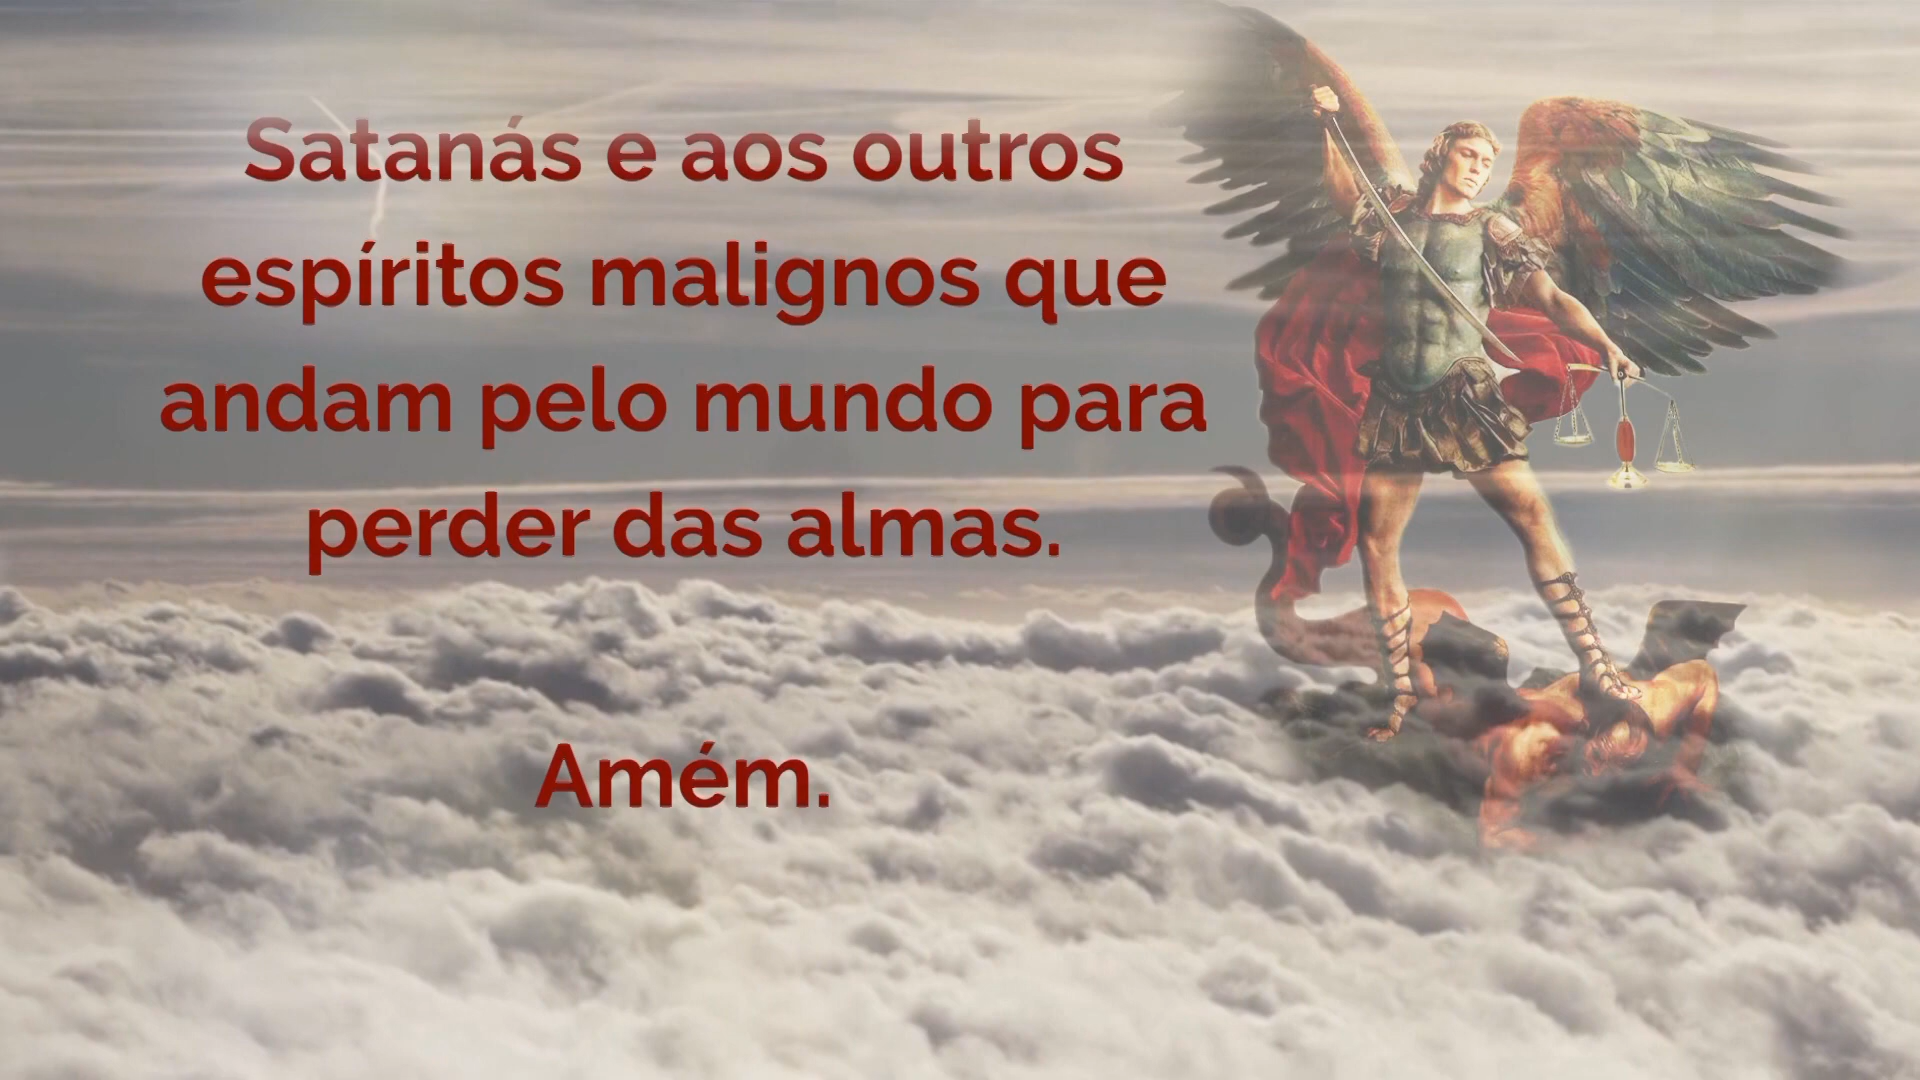 Satanás e aos outros
espíritos malignos que
andam pelo mundo para
perder das almas.
Amém.